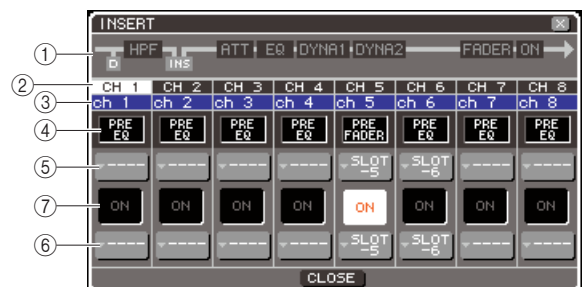 INSERT
① HPF ATT EQ DYNA1 DYNA2 FADER ON
D INS
② CH 1 CH 2 CH 3 CH 4 CH 5 CH 6 CH 7 CH 8
③ ch 1 ch 2 ch 3 ch 4 ch 5 ch 6 ch 7 ch 8
④ PRE PRE PRE PRE PRE PRE PRE PRE
EQ EQ EQ EQ FADER EQ EQ EQ
⑤ ---- ---- ---- ---- SLOT SLOT ---- ----
-5 -6
⑦ ON ON ON ON ON ON ON ON
⑥ ---- ---- ---- ---- SLOT SLOT ---- ----
-5 -6
CLOSE